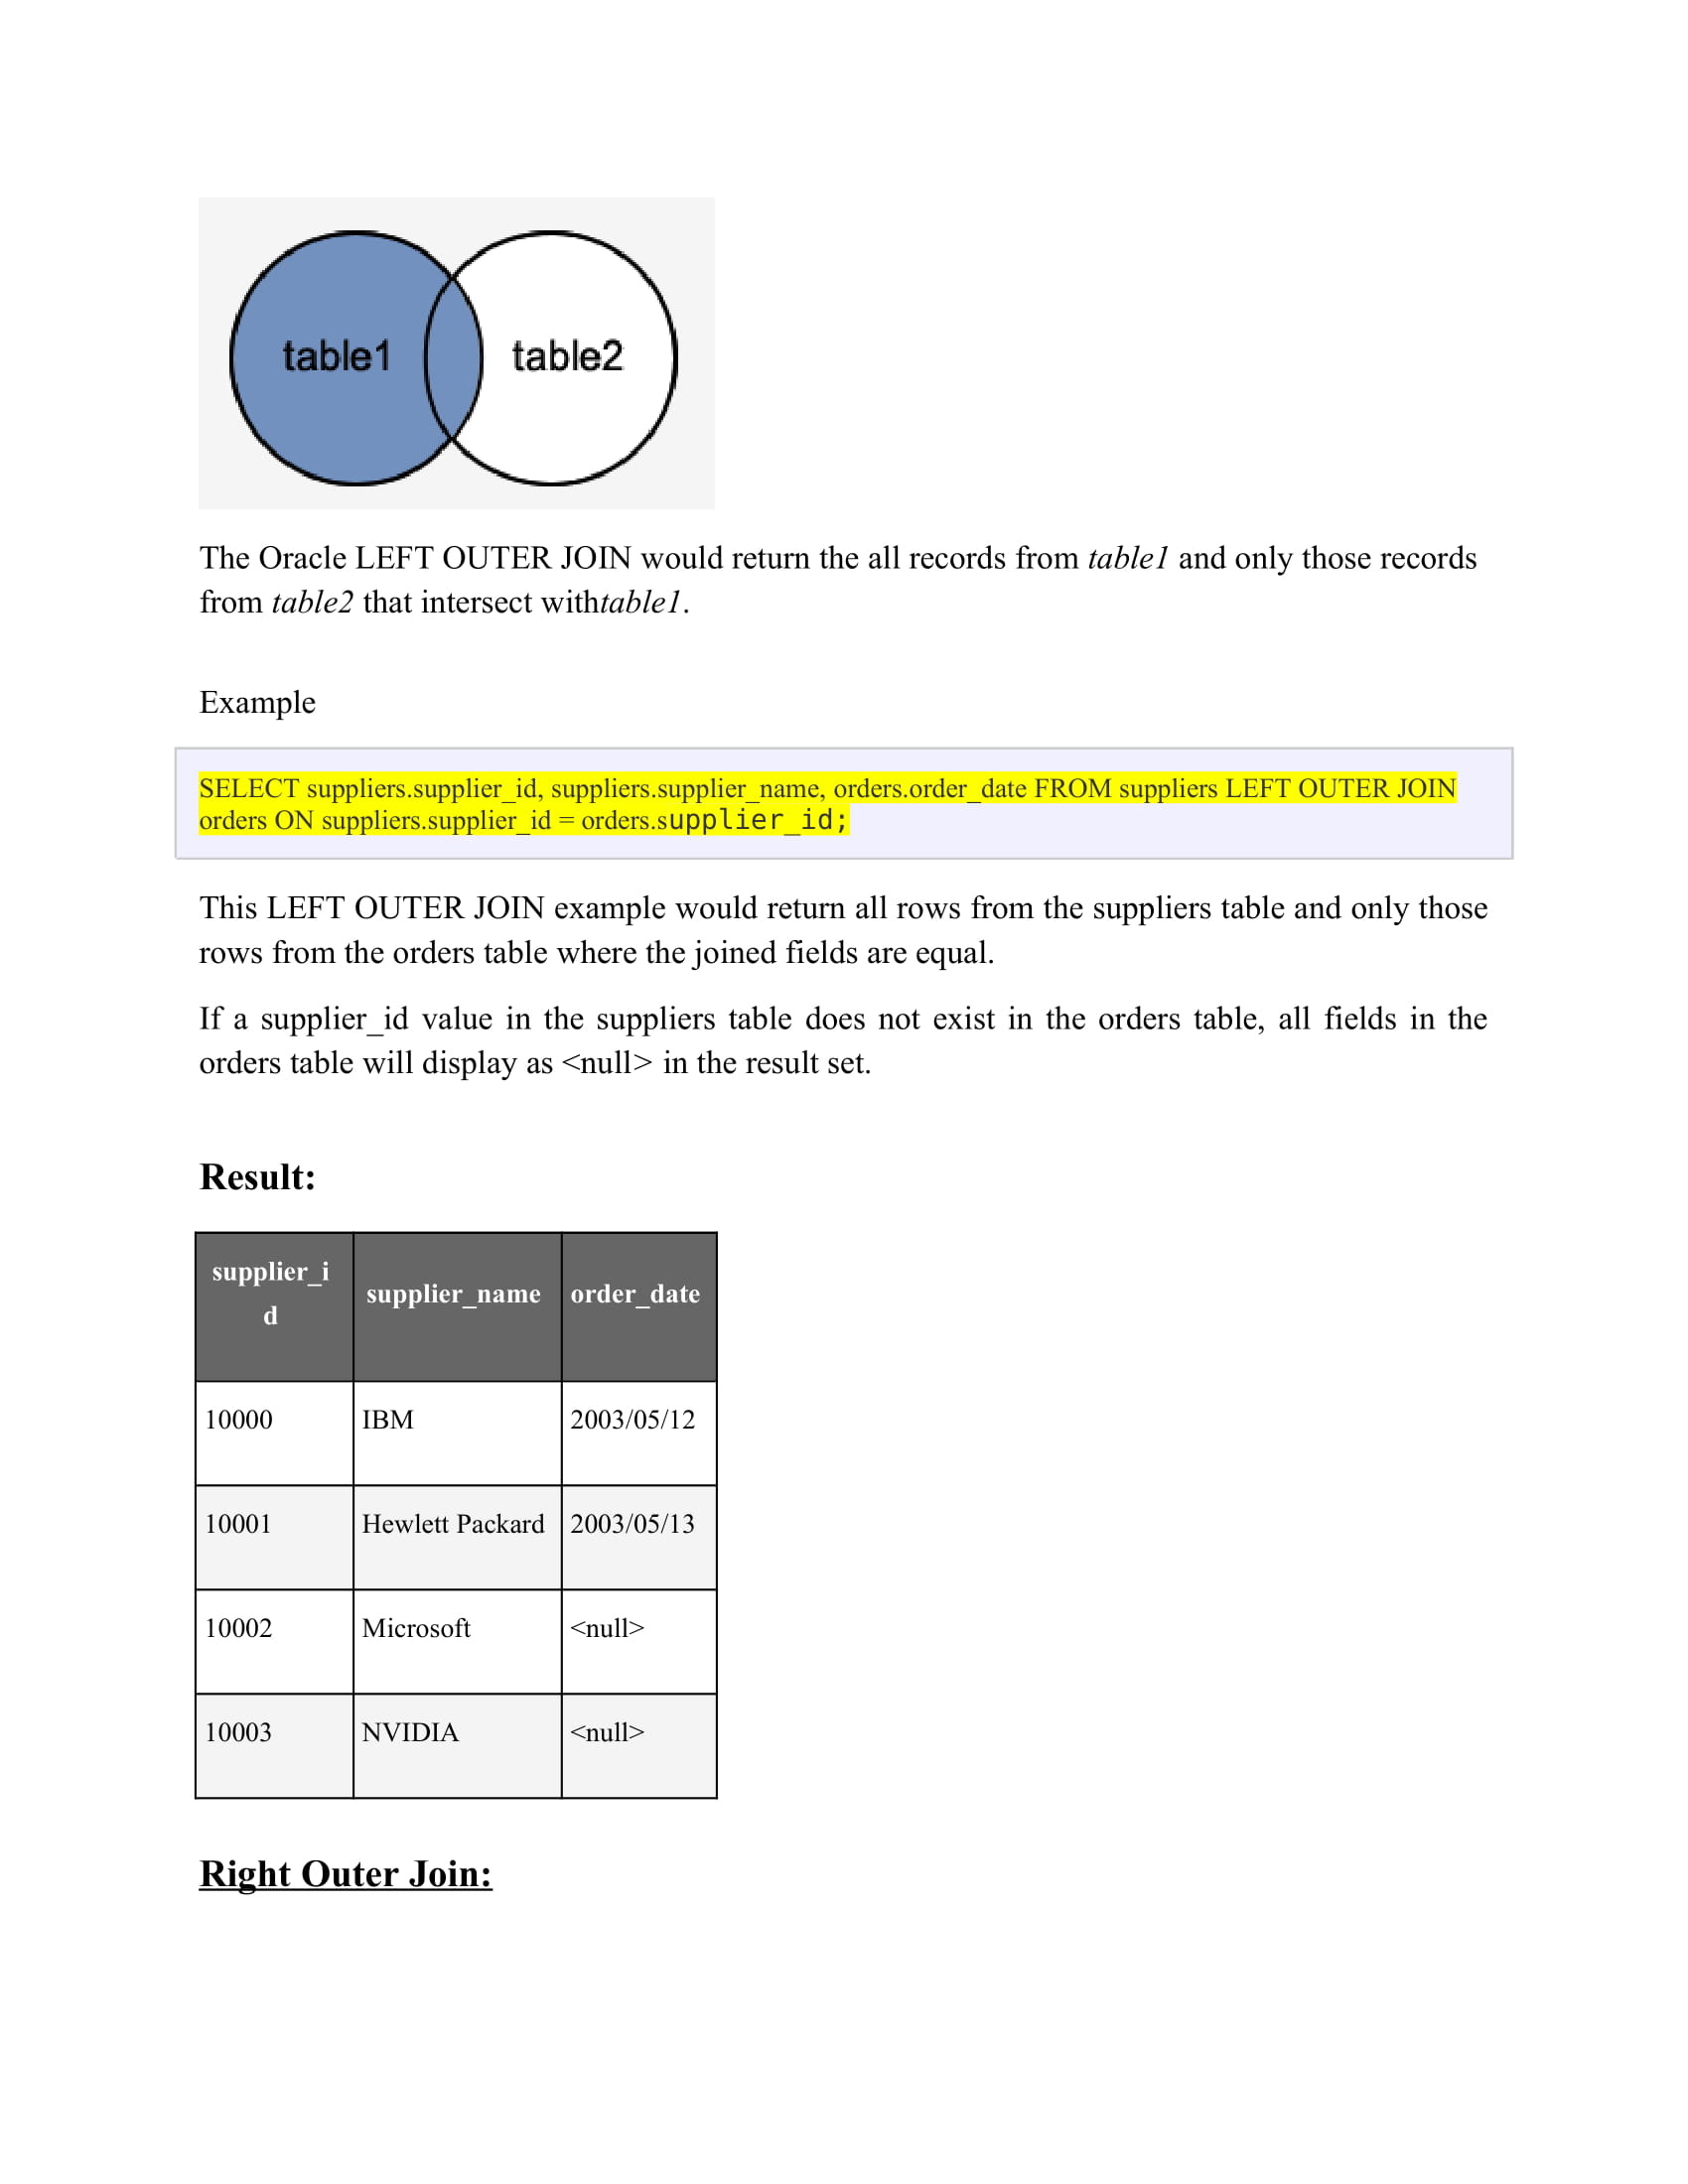 table1 table2
The Oracle LEFT OUTER JOIN would return the all records from table1 and only those records
from table2 that intersect withtable1.
Example
SELECT suppliers.supplier_id, suppliers.supplier_name, orders.order_date FROM suppliers LEFT OUTER JOIN
orders ON suppliers.supplier_id = orders.supplier_id;
This LEFT OUTER JOIN example would return all rows from the suppliers table and only those
rows from the orders table where the joined fields are equal.
If a supplier_id value in the suppliers table does not exist in the orders table, all fields in the
orders table will display as <null> in the result set.
Result:
supplier_i
d
supplier_name order_date
10000 IBM 2003/05/12
10001 Hewlett Packard 2003/05/13
10002 Microsoft <null>
10003 NVIDIA <null>
Right Outer Join: